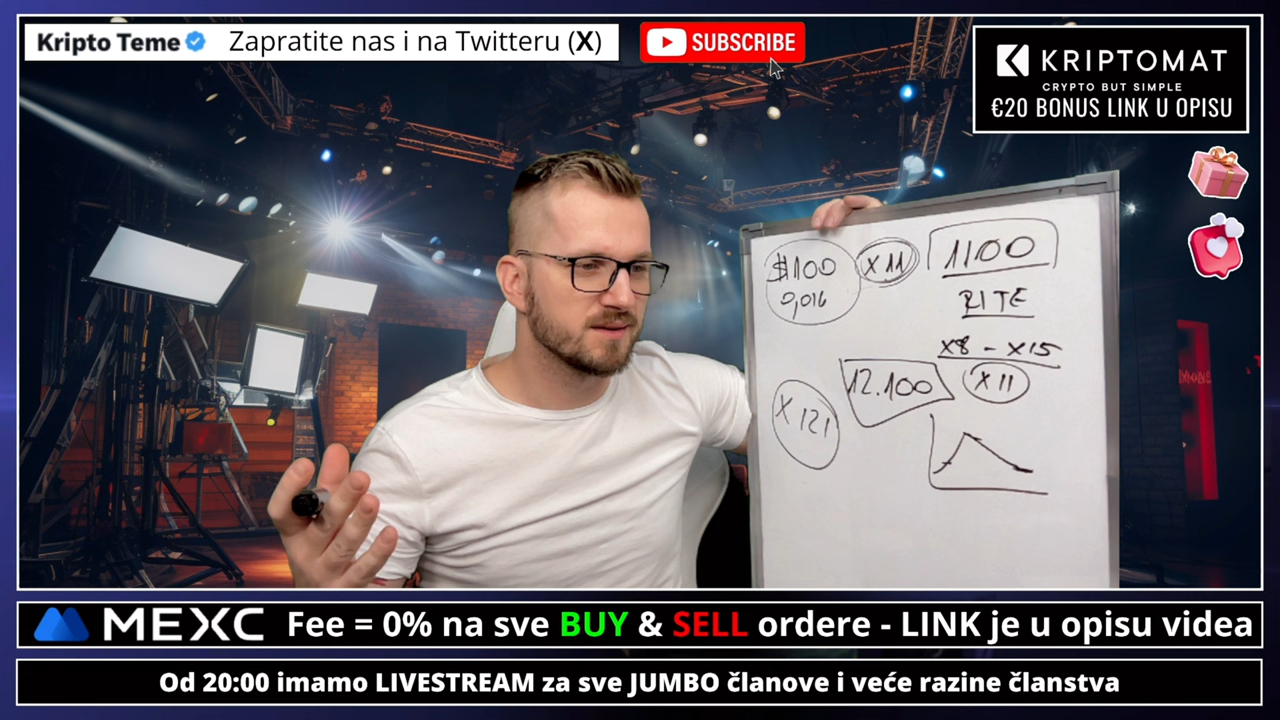 Kripto Teme
Zapratite nas i na Twitteru (X)
SUBSCRIBE
KRIPTOMAT
CRYPTO BUT SIMPLE
€20 BONUS LINK U OPISU
$100 X11 1100
0,016
RITE
X8 - X15
12.100 X11
X121
MEXC Fee = 0% na sve BUY & SELL ordere - LINK je u opisu videa
Od 20:00 imamo LIVESTREAM za sve JUMBO članove i veće razine članstva